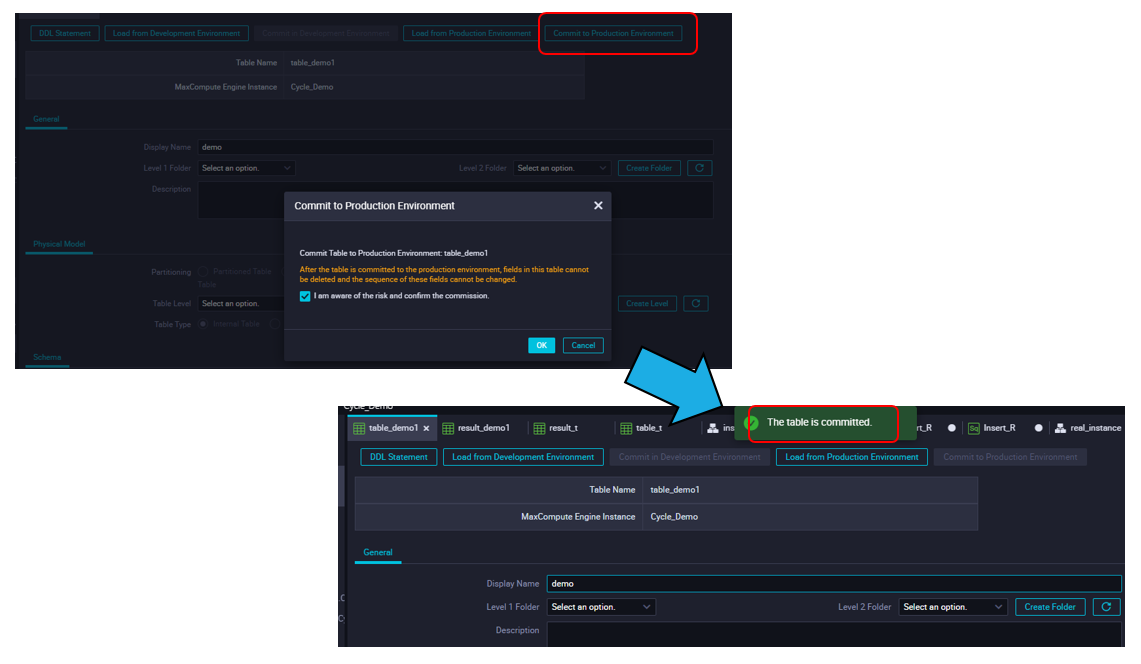 DDL Statement Load from Development Environment Commit in Development Environment Load from Production Environment Commit to Production Environment
Table Name table_demo1
MaxCompute Engine Instance Cycle_Demo
General
Display Name demo
Level 1 Folder Select an option. Level 2 Folder Select an option. Create Folder
Description
Commit to Production Environment
Physical Model
Commit Table to Production Environment: table_demo1
After the table is committed to the production environment, fields in this table cannot
be deleted and the sequence of these fields cannot be changed.
Partitioning Partitioned Table
Table
I am aware of the risk and confirm the commission.
Table Level Select an option. Create Level
Table Type Internal Table
OK Cancel
Schema
Cycle_Demo
table_demo1 result_demo1 result_t table_t ins The table is committed. rt_R Sq Insert_R real_instance
DDL Statement Load from Development Environment Commit in Development Environment Load from Production Environment Commit to Production Environment
Table Name table_demo1
MaxCompute Engine Instance Cycle_Demo
General
Display Name demo
Level 1 Folder Select an option. Level 2 Folder Select an option. Create Folder
Description